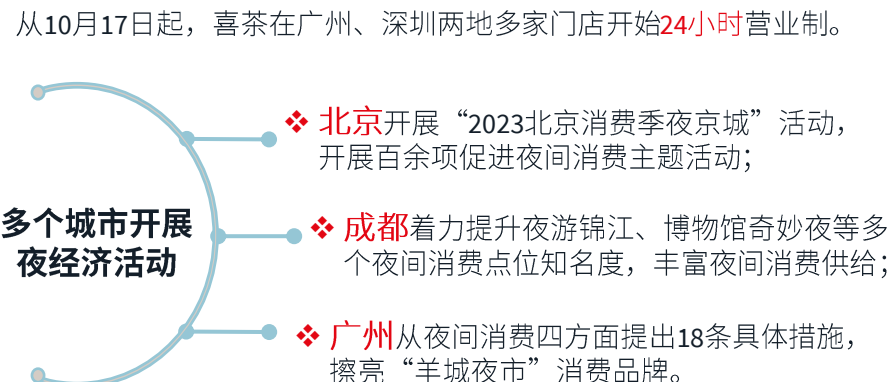 从10月17日起，喜茶在广州、深圳两地多家门店开始24小时营业制。
多个城市开展
夜经济活动
北京开展“2023北京消费季夜京城”活动，
开展百余项促进夜间消费主题活动；
成都着力提升夜游锦江、博物馆奇妙夜等多
个夜间消费点位知名度，丰富夜间消费供给；
广州从夜间消费四方面提出18条具体措施，
擦亮“羊城夜市”消费品牌。